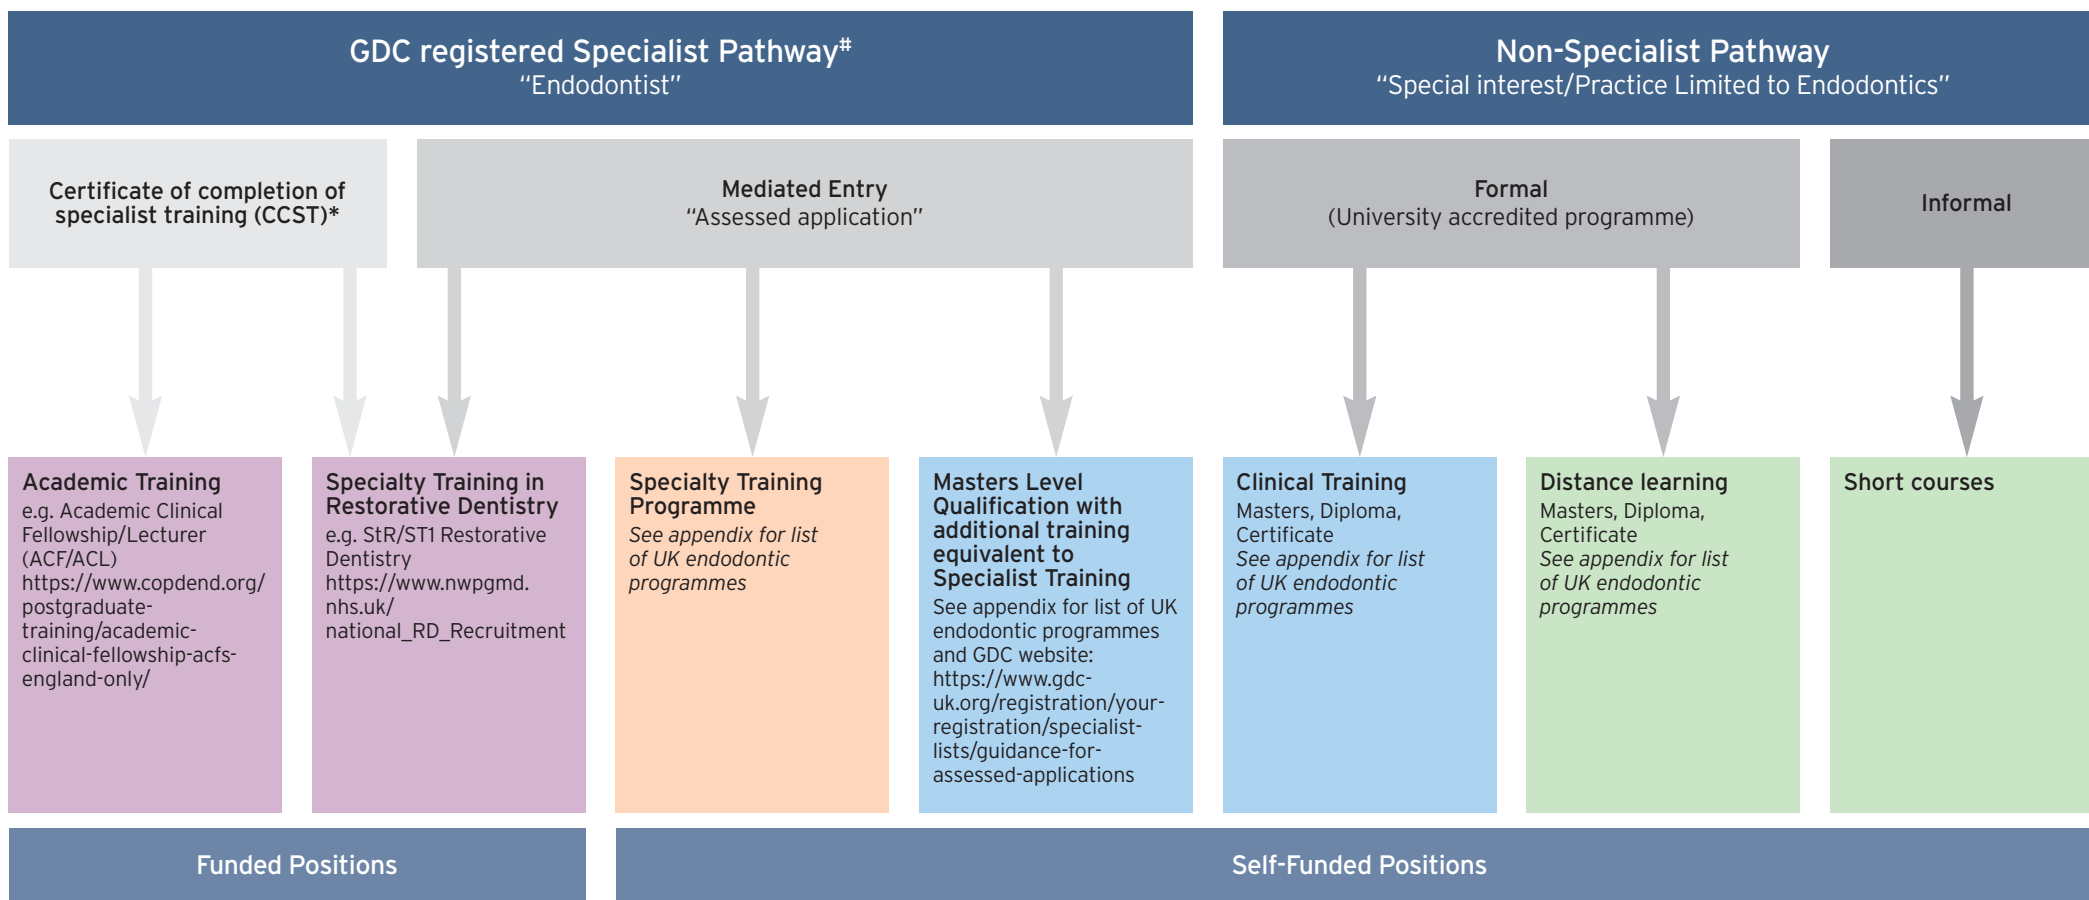 GDC registered Specialist Pathway#
“Endodontist”
Non-Specialist Pathway
“Special interest/Practice Limited to Endodontics”
Certificate of completion of
specialist training (CCST)*
Mediated Entry
“Assessed application”
Formal
(University accredited programme)
Informal
Academic Training
e.g. Academic Clinical
Fellowship/Lecturer
(ACF/ACL)
https://www.copdend.org/
postgraduate-
training/academic-
clinical-fellowship-acfs-
england-only/
Specialty Training in
Restorative Dentistry
e.g. StR/ST1 Restorative
Dentistry
https://www.nwpgmd.
nhs.uk/
national_RD_Recruitment
Specialty Training
Programme
See appendix for list
of UK endodontic
programmes
Masters Level
Qualification with
additional training
equivalent to
Specialist Training
See appendix for list of UK
endodontic programmes
and GDC website:
https://www.gdc-
uk.org/registration/your-
registration/specialist-
lists/guidance-for-
assessed-applications
Clinical Training
Masters, Diploma,
Certificate
See appendix for list
of UK endodontic
programmes
Distance learning
Masters, Diploma,
Certificate
See appendix for list
of UK endodontic
programmes
Short courses
Funded Positions
Self-Funded Positions